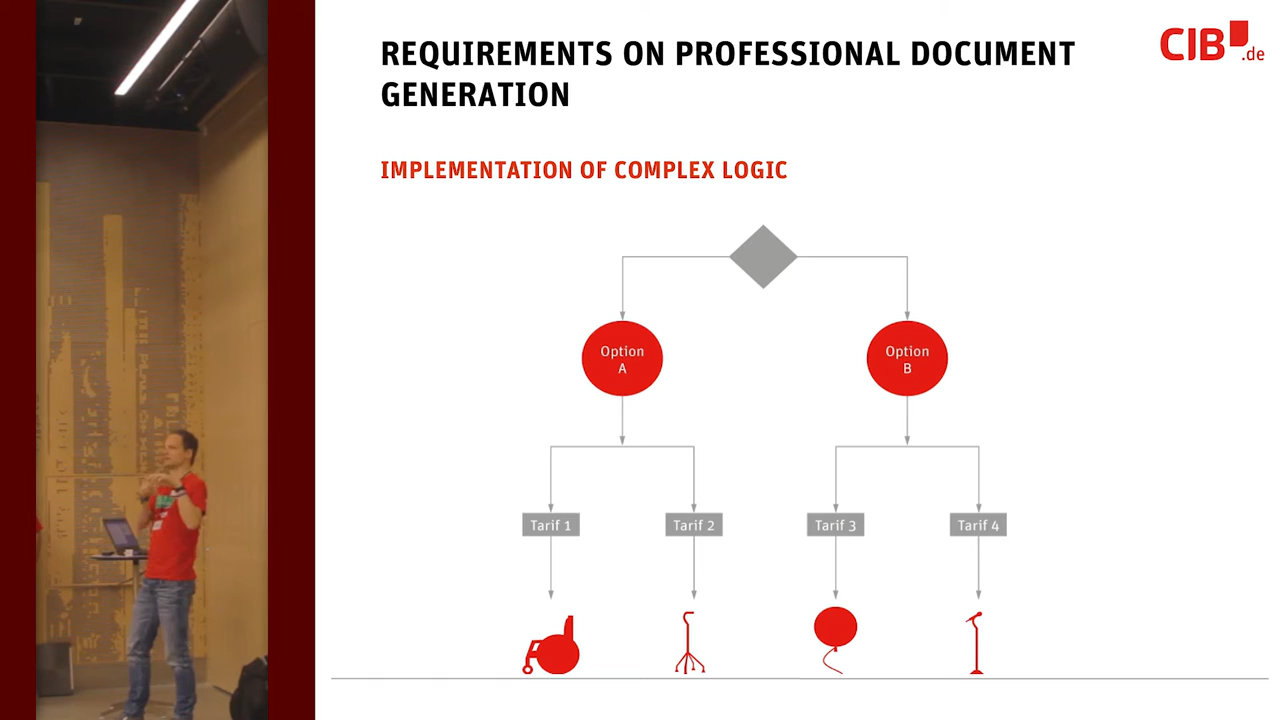 REQUIREMENTS ON PROFESSIONAL DOCUMENT
GENERATION
CIB
.de
IMPLEMENTATION OF COMPLEX LOGIC
Option
A
Option
B
Tarif 1
Tarif 2
Tarif 3
Tarif 4